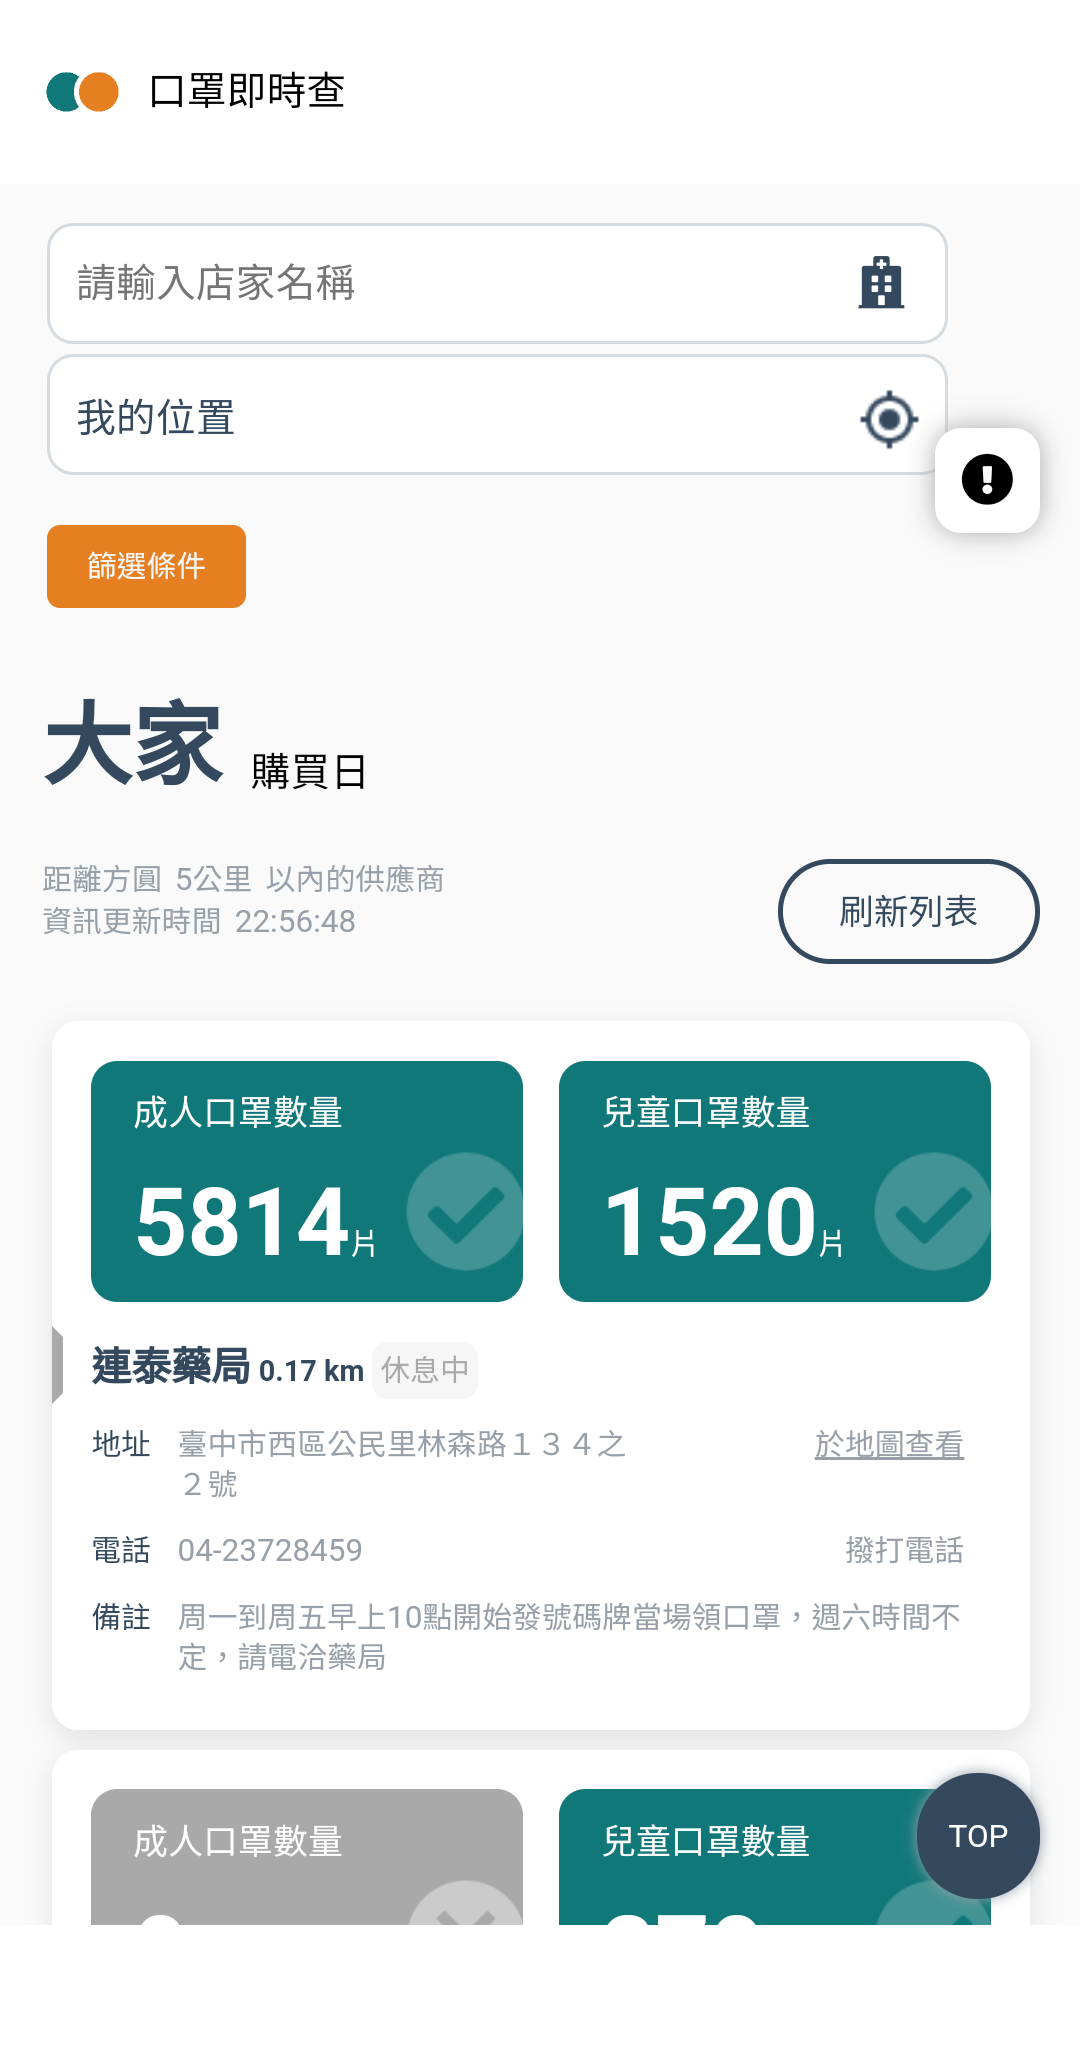 口罩即時查
請輸入店家名稱
我的位置
篩選條件
大家 購買日
距離方圓 5公里 以內的供應商
資訊更新時間 22:56:48
刷新列表
成人口罩數量
5814片
兒童口罩數量
1520片
連泰藥局 0.17 km 休息中
地址 臺中市西區公民里林森路１３４之
２號
於地圖查看
電話 04-23728459 撥打電話
備註 周一到周五早上10點開始發號碼牌當場領口罩，週六時間不
定，請電洽藥局
成人口罩數量
兒童口罩數量
TOP